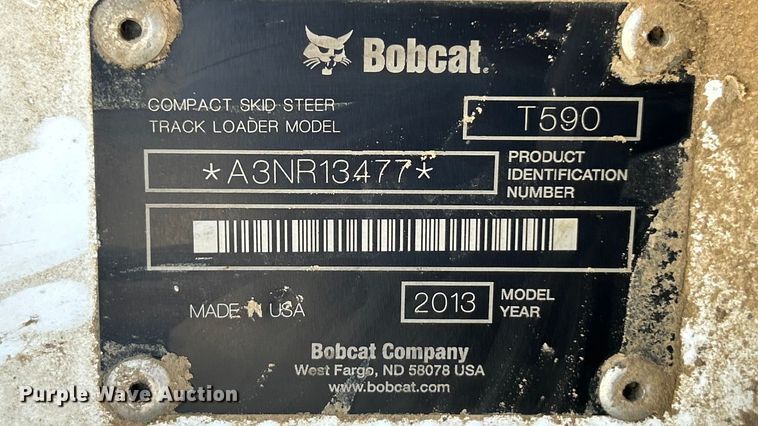 Bobcat
COMPACT SKID STEER
TRACK LOADER MODEL
T590
*A3NR13477*
PRODUCT
IDENTIFICATION
NUMBER
MADE IN USA
2013
MODEL
YEAR
Bobcat Company
West Fargo, ND 58078 USA
www.bobcat.com
Purple Wave Auction